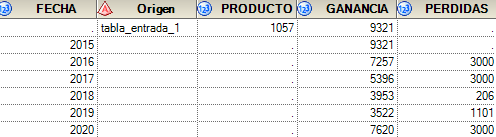 FECHA Origen PRODUCTO GANANCIA PERDIDAS
. tabla_entrada_1 1057 9321 .
2015 . 9321 .
2016 . 7257 3000
2017 . 5396 3000
2018 . 3953 206
2019 . 3522 1101
2020 . 7620 3000